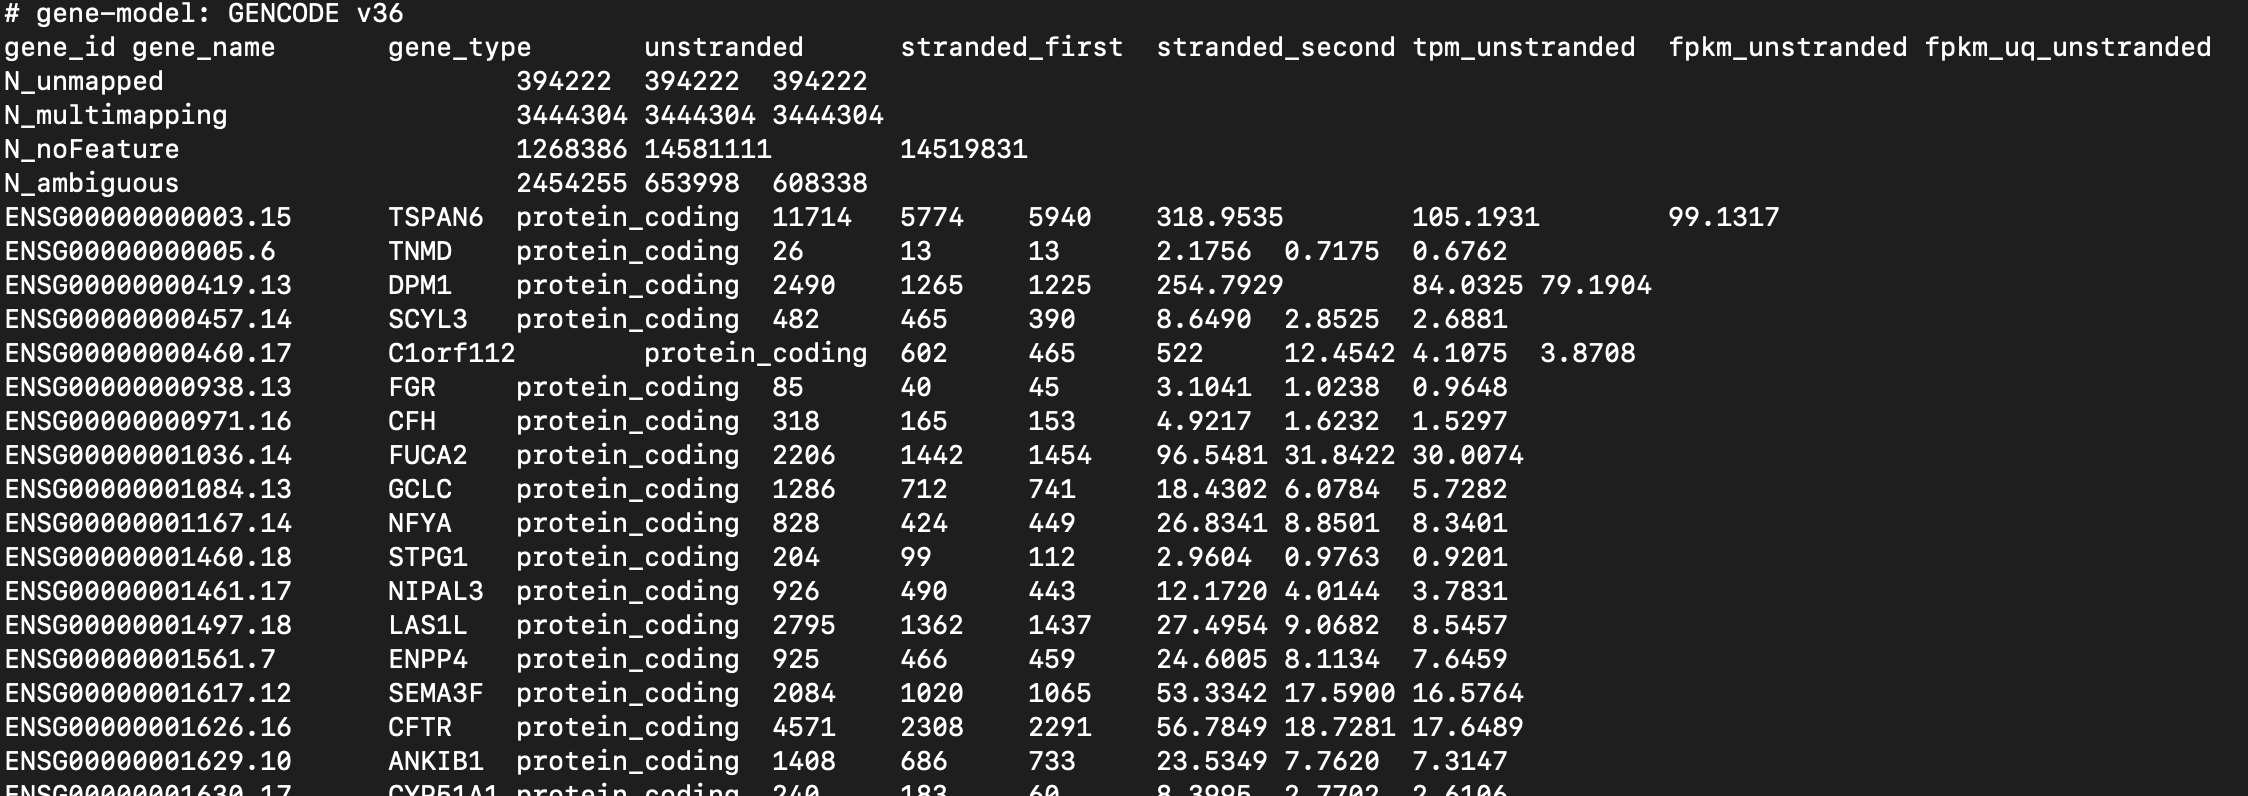 # gene-model: GENCODE v36
gene_id gene_name gene_type unstranded stranded_first stranded_second tpm_unstranded fpkm_unstranded fpkm_uq_unstranded
N_unmapped 394222 394222 394222
N_multimapping 3444304 3444304 3444304
N_noFeature 1268386 14581111 14519831
N_ambiguous 2454255 653998 608338
ENSG00000000003.15 TSPAN6 protein_coding 11714 5774 5940 318.9535 105.1931 99.1317
ENSG00000000005.6 TNMD protein_coding 26 13 13 2.1756 0.7175 0.6762
ENSG00000000419.13 DPM1 protein_coding 2490 1265 1225 254.7929 84.0325 79.1904
ENSG00000000457.14 SCYL3 protein_coding 482 465 390 8.6490 2.8525 2.6881
ENSG00000000460.17 C1orf112 protein_coding 602 465 522 12.4542 4.1075 3.8708
ENSG00000000938.13 FGR protein_coding 85 40 45 3.1041 1.0238 0.9648
ENSG00000000971.16 CFH protein_coding 318 165 153 4.9217 1.6232 1.5297
ENSG00000001036.14 FUCA2 protein_coding 2206 1442 1454 96.5481 31.8422 30.0074
ENSG00000001084.13 GCLC protein_coding 1286 712 741 18.4302 6.0784 5.7282
ENSG00000001167.14 NFYA protein_coding 828 424 449 26.8341 8.8501 8.3401
ENSG00000001460.18 STPG1 protein_coding 204 99 112 2.9604 0.9763 0.9201
ENSG00000001461.17 NIPAL3 protein_coding 926 490 443 12.1720 4.0144 3.7831
ENSG00000001497.18 LAS1L protein_coding 2795 1362 1437 27.4954 9.0682 8.5457
ENSG00000001561.7 ENPP4 protein_coding 925 466 459 24.6005 8.1134 7.6459
ENSG00000001617.12 SEMA3F protein_coding 2084 1020 1065 53.3342 17.5900 16.5764
ENSG00000001626.16 CFTR protein_coding 4571 2308 2291 56.7849 18.7281 17.6489
ENSG00000001629.10 ANKIB1 protein_coding 1408 686 733 23.5349 7.7620 7.3147
ENSG00000001630.17 CYP51A1 protein_coding 240 183 60 8.3995 2.7702 2.6106